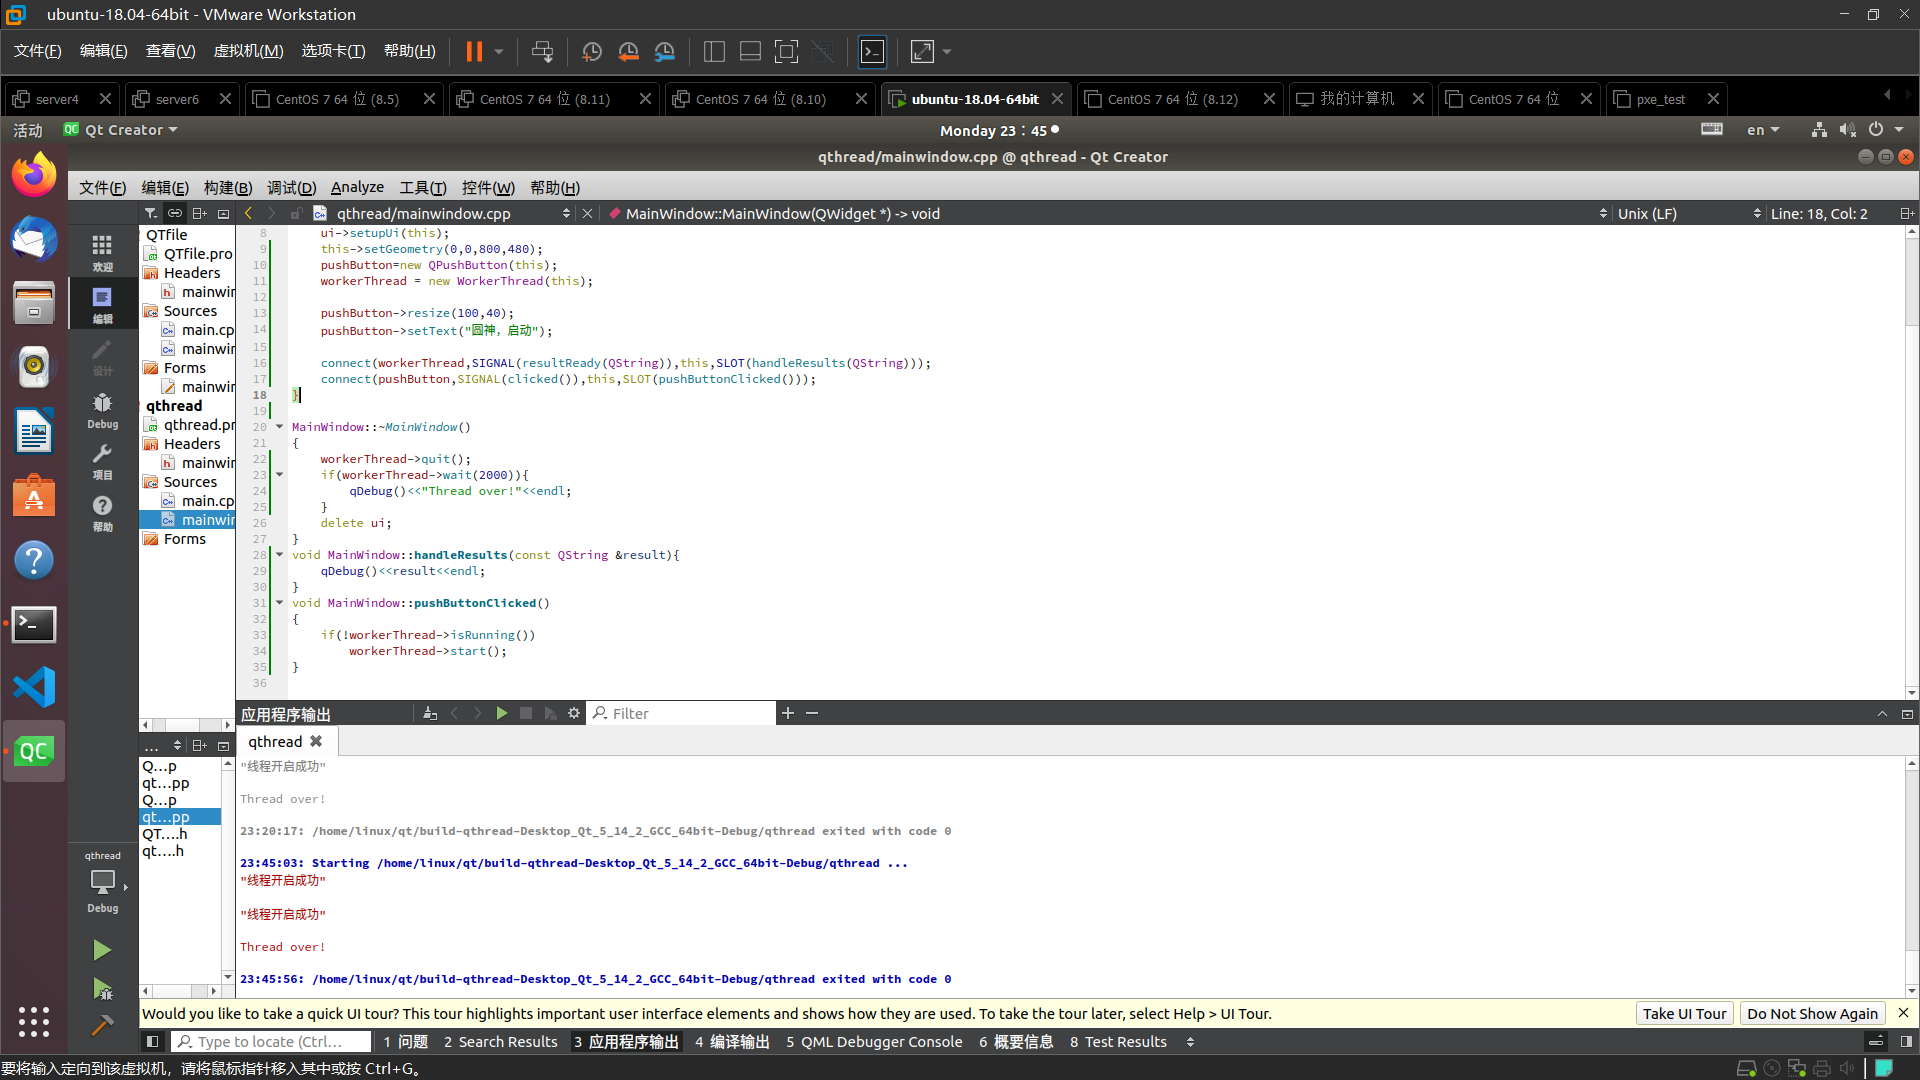 ubuntu-18.04-64bit - VMware Workstation
文件(F) 编辑(E) 查看(V) 虚拟机(M) 选项卡(T) 帮助(H)
server4 server6 CentOS 7 64 位 (8.5) CentOS 7 64 位 (8.11) CentOS 7 64 位 (8.10) ubuntu-18.04-64bit CentOS 7 64 位 (8.12) 我的计算机 CentOS 7 64 位 pxe_test
活动 Qt Creator Monday 23:45 en
qthread/mainwindow.cpp @ qthread - Qt Creator
文件(F) 编辑(E) 构建(B) 调试(D) Analyze 工具(T) 控件(W) 帮助(H)
qthread/mainwindow.cpp MainWindow::MainWindow(QWidget *) -> void Unix (LF) Line: 18, Col: 2
欢迎
编辑
设计
Debug
项目
帮助
QTfile
QTfile.pro
Headers
mainwin
Sources
main.cp
mainwin
Forms
mainwin
qthread
qthread.pr
Headers
mainwin
Sources
main.cp
mainwin
Forms
8 ui->setupUi(this);
9 this->setGeometry(0,0,800,480);
10 pushButton=new QPushButton(this);
11 workerThread = new WorkerThread(this);
12
13 pushButton->resize(100,40);
14 pushButton->setText("圆神，启动");
15
16 connect(workerThread,SIGNAL(resultReady(QString)),this,SLOT(handleResults(QString)));
17 connect(pushButton,SIGNAL(clicked()),this,SLOT(pushButtonClicked()));
18 }
19
20 MainWindow::~MainWindow()
21 {
22 workerThread->quit();
23 if(workerThread->wait(2000)){
24 qDebug()<<"Thread over!"<<endl;
25 }
26 delete ui;
27 }
28 void MainWindow::handleResults(const QString &result){
29 qDebug()<<result<<endl;
30 }
31 void MainWindow::pushButtonClicked()
32 {
33 if(!workerThread->isRunning())
34 workerThread->start();
35 }
36
应用程序输出 Filter
qthread
"线程开启成功"
Thread over!
23:20:17: /home/linux/qt/build-qthread-Desktop_Qt_5_14_2_GCC_64bit-Debug/qthread exited with code 0
23:45:03: Starting /home/linux/qt/build-qthread-Desktop_Qt_5_14_2_GCC_64bit-Debug/qthread ...
"线程开启成功"
"线程开启成功"
Thread over!
23:45:56: /home/linux/qt/build-qthread-Desktop_Qt_5_14_2_GCC_64bit-Debug/qthread exited with code 0
...
Q...p
qt...pp
Q...p
qt...pp
QT....h
qt....h
qthread
Debug
Would you like to take a quick UI tour? This tour highlights important user interface elements and shows how they are used. To take the tour later, select Help > UI Tour. Take UI Tour Do Not Show Again
Type to locate (Ctrl... 1 问题 2 Search Results 3 应用程序输出 4 编译输出 5 QML Debugger Console 6 概要信息 8 Test Results
要将输入定向到该虚拟机，请将鼠标指针移入其中或按 Ctrl+G。